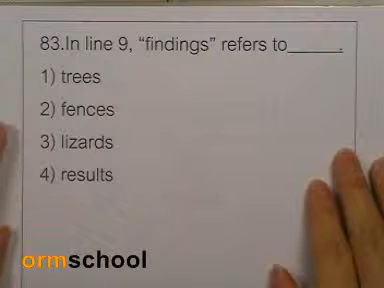 83.In line 9, “findings” refers to______.
1) trees
2) fences
3) lizards
4) results
ormschool